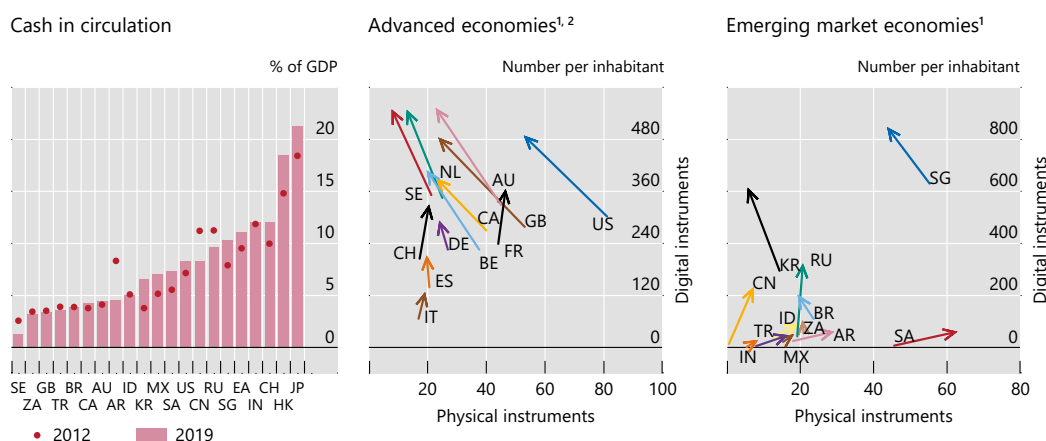 Cash in circulation
% of GDP
20
15
10
5
0
SE GB BR AU ID MX US RU EA CH JP
ZA TR CA AR KR SA CN SG IN HK
2012 2019
Advanced economies¹, ²
Number per inhabitant
480
360
240
120
0
Digital instruments
SE
NL
AU
CA
GB
US
CH
DE
BE
FR
ES
IT
20 40 60 80 100
Physical instruments
Emerging market economies¹
Number per inhabitant
800
600
400
200
0
Digital instruments
SG
KR
RU
CN
ID
BR
TR
ZA
AR
SA
IN
MX
0 20 40 60 80
Physical instruments